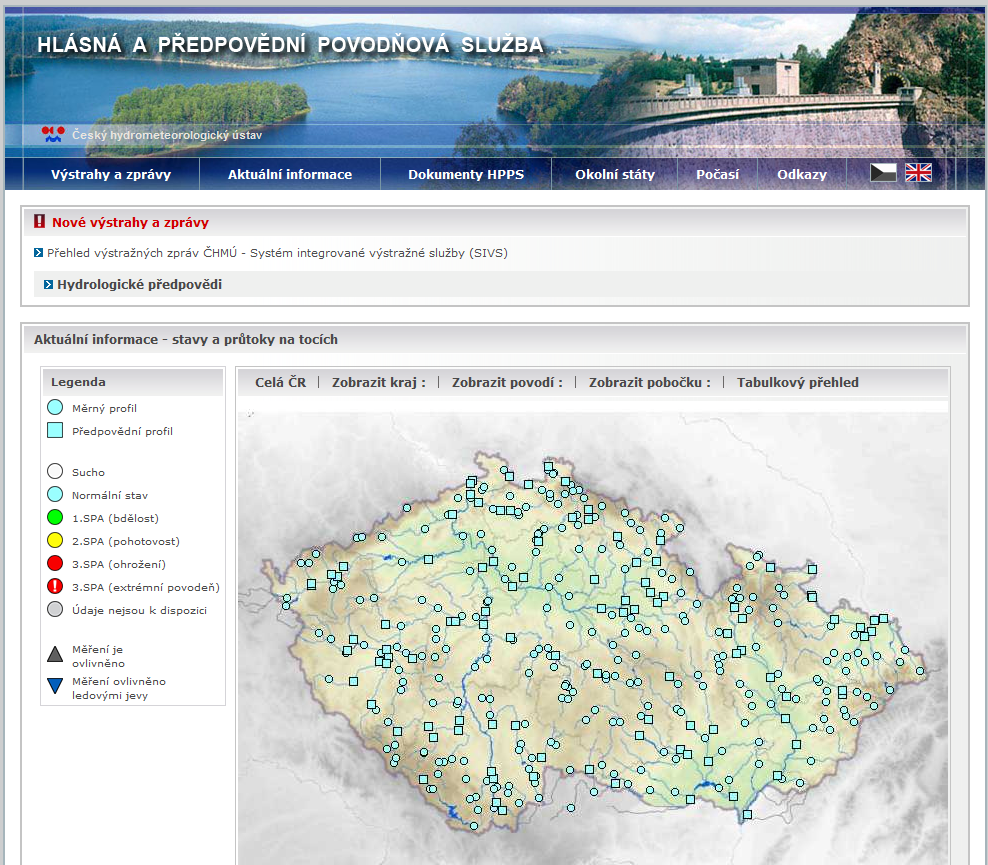 HLÁSNÁ A PŘEDPOVĚDNÍ POVODŇOVÁ SLUŽBA
Český hydrometeorologický ústav
Výstrahy a zprávy
Aktuální informace
Dokumenty HPPS
Okolní státy
Počasí
Odkazy
Nové výstrahy a zprávy
Přehled výstražných zpráv ČHMÚ - Systém integrované výstražné služby (SIVS)
Hydrologické předpovědi
Aktuální informace - stavy a průtoky na tocích
Legenda
Měrný profil
Předpovědní profil
Sucho
Normální stav
1.SPA (bdělost)
2.SPA (pohotovost)
3.SPA (ohrožení)
3.SPA (extrémní povodeň)
Údaje nejsou k dispozici
Měření je
ovlivněno
Měření ovlivněno
ledovými jevy
Celá ČR | Zobrazit kraj : | Zobrazit povodí : | Zobrazit pobočku : | Tabulkový přehled